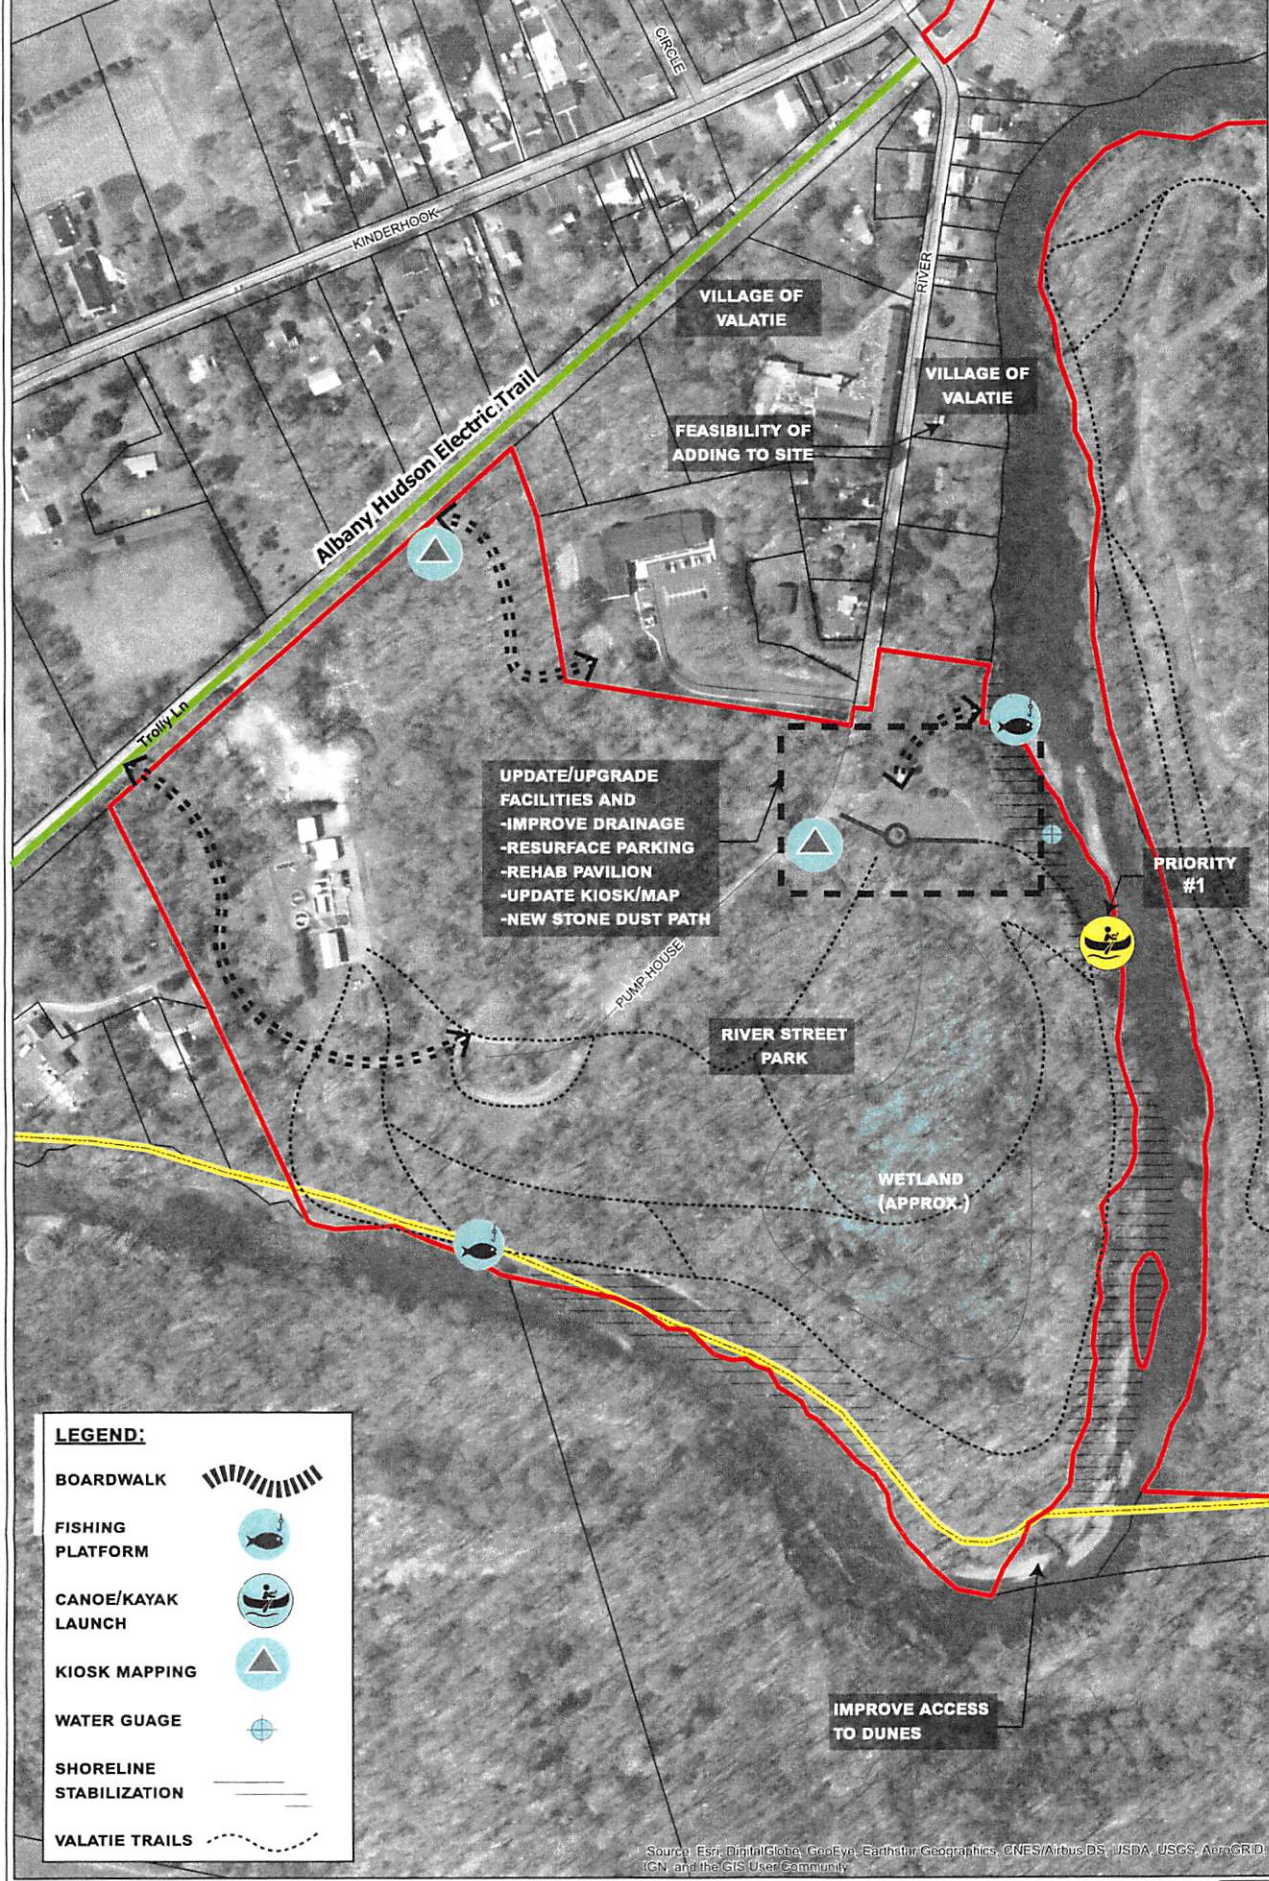 CIRCLE
KINDERHOOK
RIVER
VILLAGE OF
VALATIE
VILLAGE OF
VALATIE
FEASIBILITY OF
ADDING TO SITE
Albany Hudson Electric Trail
Trolly Ln
UPDATE/UPGRADE
FACILITIES AND
-IMPROVE DRAINAGE
-RESURFACE PARKING
-REHAB PAVILION
-UPDATE KIOSK/MAP
-NEW STONE DUST PATH
PRIORITY
#1
PUMP HOUSE
RIVER STREET
PARK
WETLAND
(APPROX.)
LEGEND:
BOARDWALK
FISHING
PLATFORM
CANOE/KAYAK
LAUNCH
KIOSK MAPPING
WATER GUAGE
SHORELINE
STABILIZATION
VALATIE TRAILS
IMPROVE ACCESS
TO DUNES
Source: Esri, DigitalGlobe, GeoEye, Earthstar Geographics, CNES/Airbus DS, USDA, USGS, AeroGRID,
IGN, and the GIS User Community